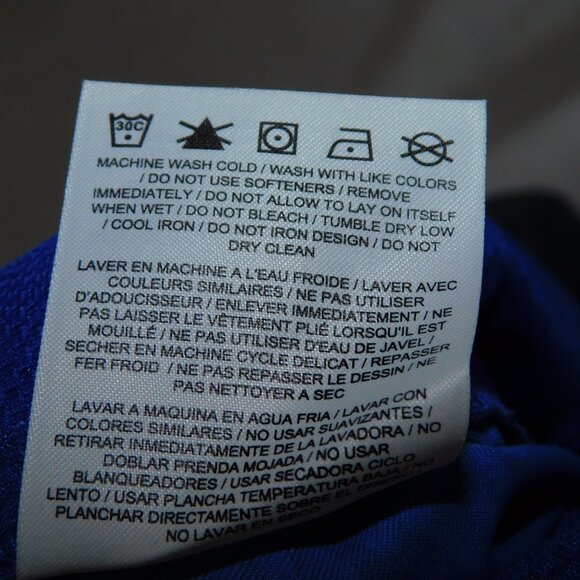 30C
MACHINE WASH COLD / WASH WITH LIKE COLORS
/ DO NOT USE SOFTENERS / REMOVE
IMMEDIATELY / DO NOT ALLOW TO LAY ON ITSELF
WHEN WET / DO NOT BLEACH / TUMBLE DRY LOW
/ COOL IRON / DO NOT IRON DESIGN / DO NOT
DRY CLEAN
LAVER EN MACHINE A L'EAU FROIDE / LAVER AVEC
COULEURS SIMILAIRES / NE PAS UTILISER
D'ADOUCISSEUR / ENLEVER IMMEDIATEMENT / NE
PAS LAISSER LE VÊTEMENT PLIÉ LORSQU'IL EST
MOUILLÉ / NE PAS UTILISER D'EAU DE JAVEL /
SECHER EN MACHINE CYCLE DELICAT / REPASSER
FER FROID / NE PAS REPASSER LE DESSIN / NE
PAS NETTOYER A SEC
LAVAR A MAQUINA EN AGUA FRIA / LAVAR CON
COLORES SIMILARES / NO USAR SUAVIZANTES /
RETIRAR INMEDIATAMENTE DE LA LAVADORA / NO
DOBLAR PRENDA MOJADA / NO USAR
BLANQUEADORES / USAR SECADORA CICLO
LENTO / USAR PLANCHA TEMPERATURA BAJA / NO
PLANCHAR DIRECTAMENTE SOBRE EL DISEÑO /
NO LAVAR EN SECO